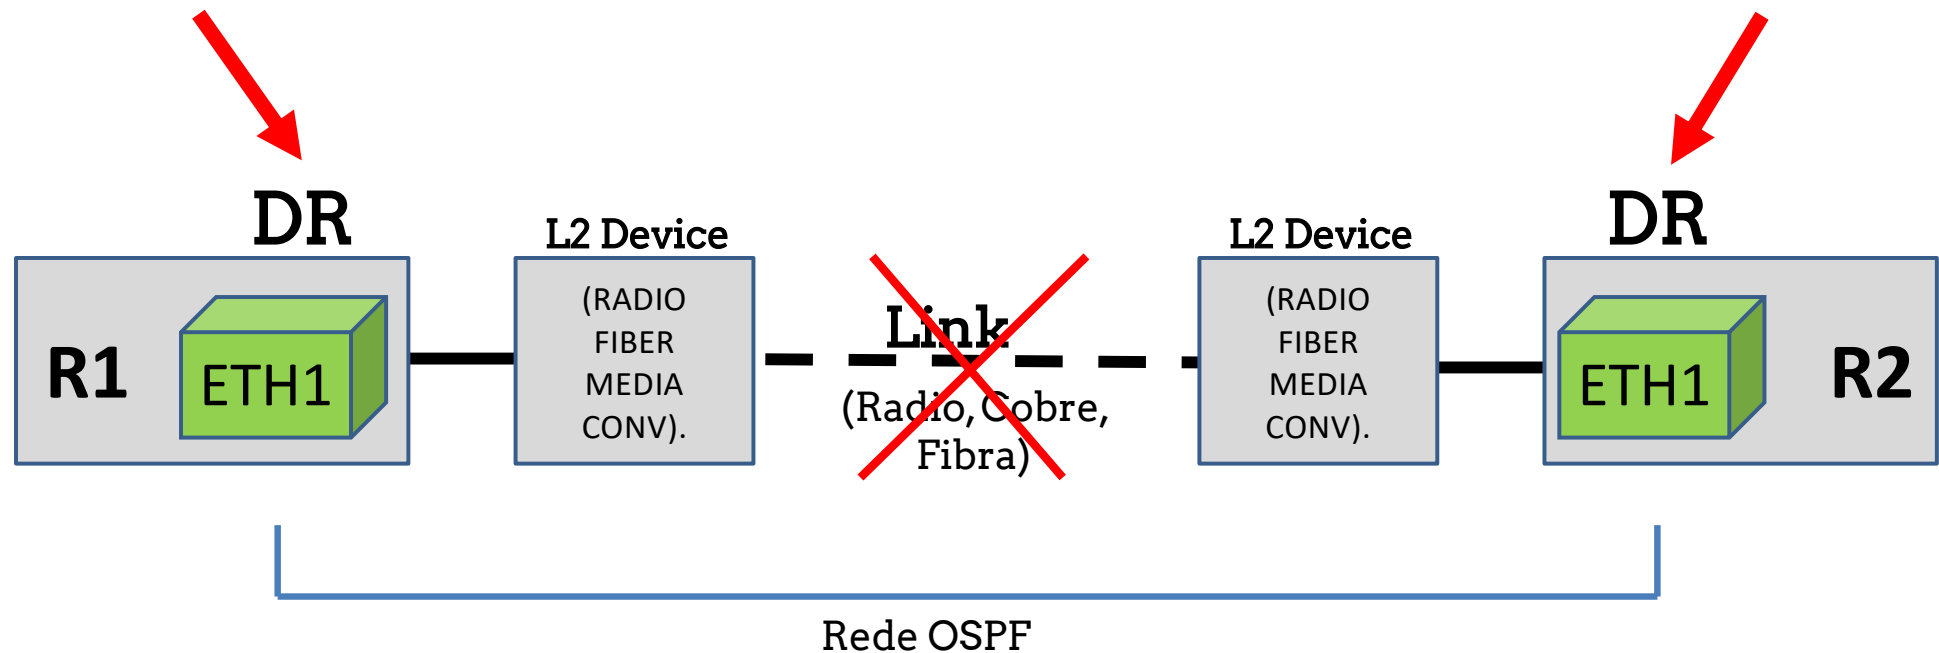 DR
DR
L2 Device
L2 Device
R1
ETH1
(RADIO
FIBER
MEDIA
CONV).
Link
(Radio, Cobre,
Fibra)
(RADIO
FIBER
MEDIA
CONV).
ETH1
R2
Rede OSPF